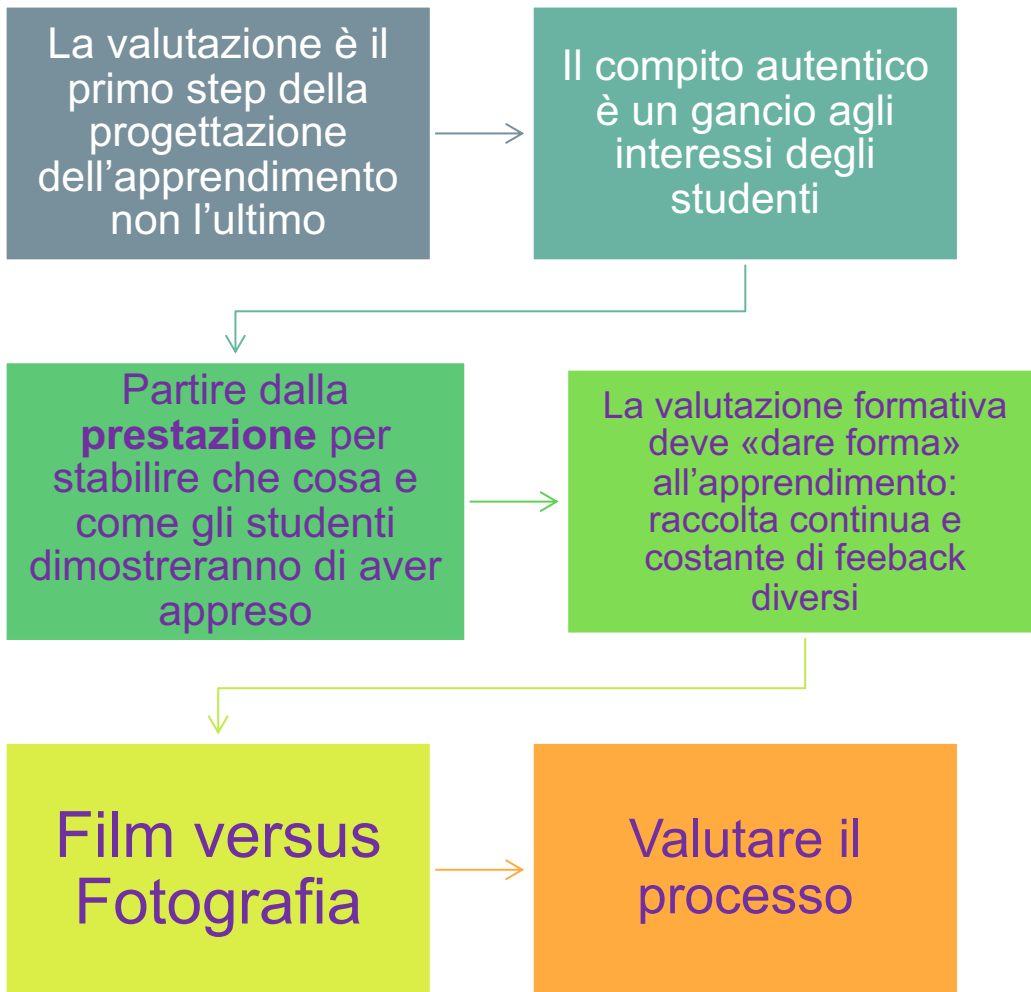 La valutazione è il
primo step della
progettazione
dell’apprendimento
non l’ultimo
Il compito autentico
è un gancio agli
interessi degli
studenti
Partire dalla
prestazione per
stabilire che cosa e
come gli studenti
dimostreranno di aver
appreso
La valutazione formativa
deve «dare forma»
all’apprendimento:
raccolta continua e
costante di feeback
diversi
Film versus
Fotografia
Valutare il
processo